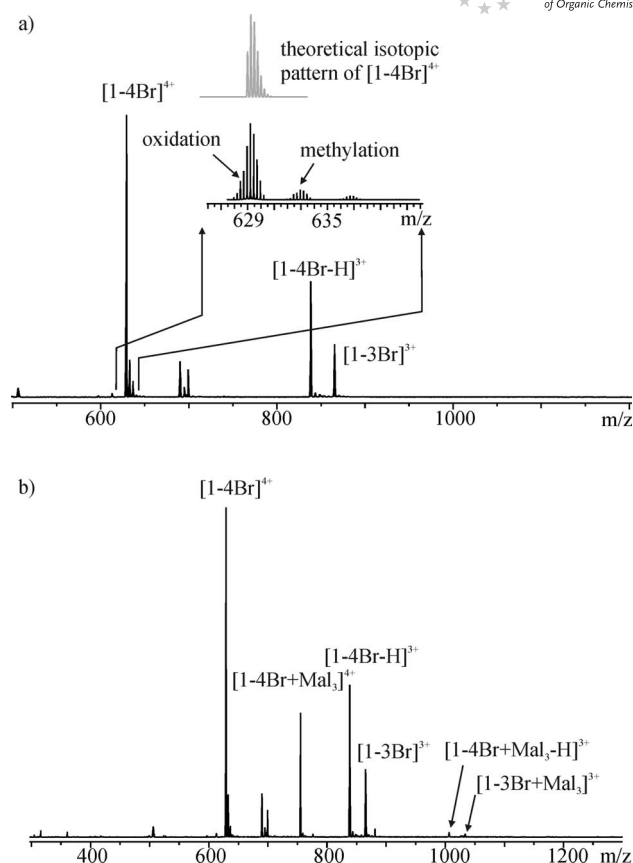 of Organic Chemis
a)
theoretical isotopic
pattern of [1-4Br]⁴⁺
[1-4Br]⁴⁺
oxidation
methylation
629 635 m/z
[1-4Br-H]³⁺
[1-3Br]³⁺
600 800 1000 m/z
b)
[1-4Br]⁴⁺
[1-4Br-H]³⁺
[1-4Br+Mal₃]⁴⁺
[1-3Br]³⁺ [1-4Br+Mal₃-H]³⁺
[1-3Br+Mal₃]³⁺
400 600 800 1000 1200 m/z